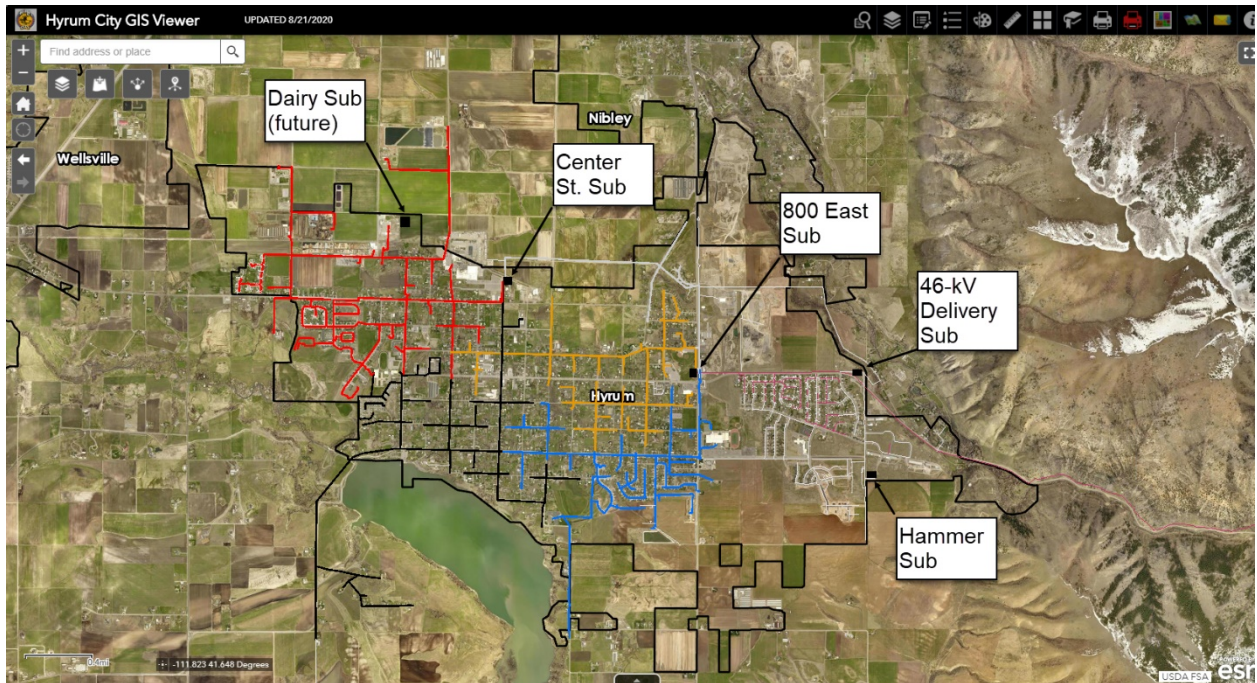 Hyrum City GIS Viewer
UPDATED 8/21/2020
Find address or place
Dairy Sub
(future)
Nibley
Wellsville
Center
St. Sub
800 East
Sub
46-kV
Delivery
Sub
Hyrum
Hammer
Sub
0.4mi
-111.823 41.648 Degrees
USDA FSA
esri